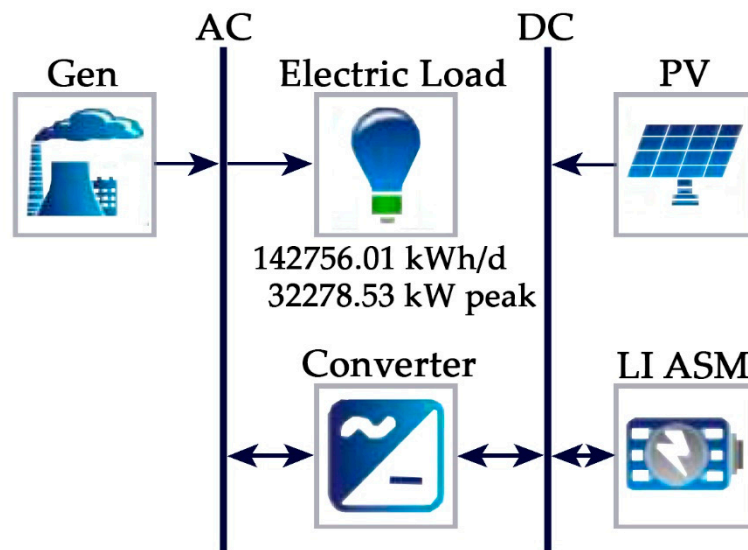 AC
DC
Gen
Electric Load
PV
142756.01 kWh/d
32278.53 kW peak
Converter
LI ASM